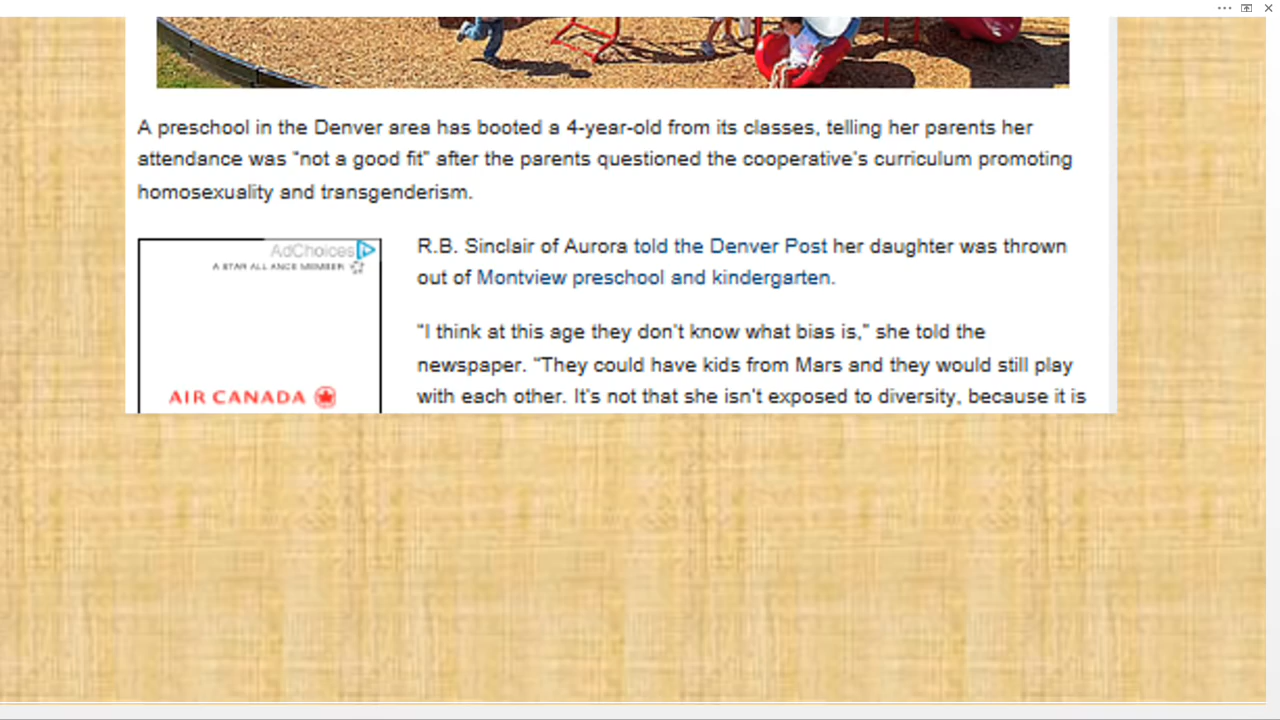 A preschool in the Denver area has booted a 4-year-old from its classes, telling her parents her
attendance was "not a good fit" after the parents questioned the cooperative's curriculum promoting
homosexuality and transgenderism.
AdChoices
A STAR ALLIANCE MEMBER
AIR CANADA
R.B. Sinclair of Aurora told the Denver Post her daughter was thrown
out of Montview preschool and kindergarten.
"I think at this age they don't know what bias is," she told the
newspaper. "They could have kids from Mars and they would still play
with each other. It's not that she isn't exposed to diversity, because it is